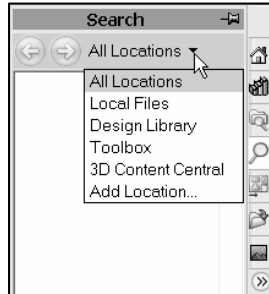 Search
All Locations
All Locations
Local Files
Design Library
Toolbox
3D Content Central
Add Location...